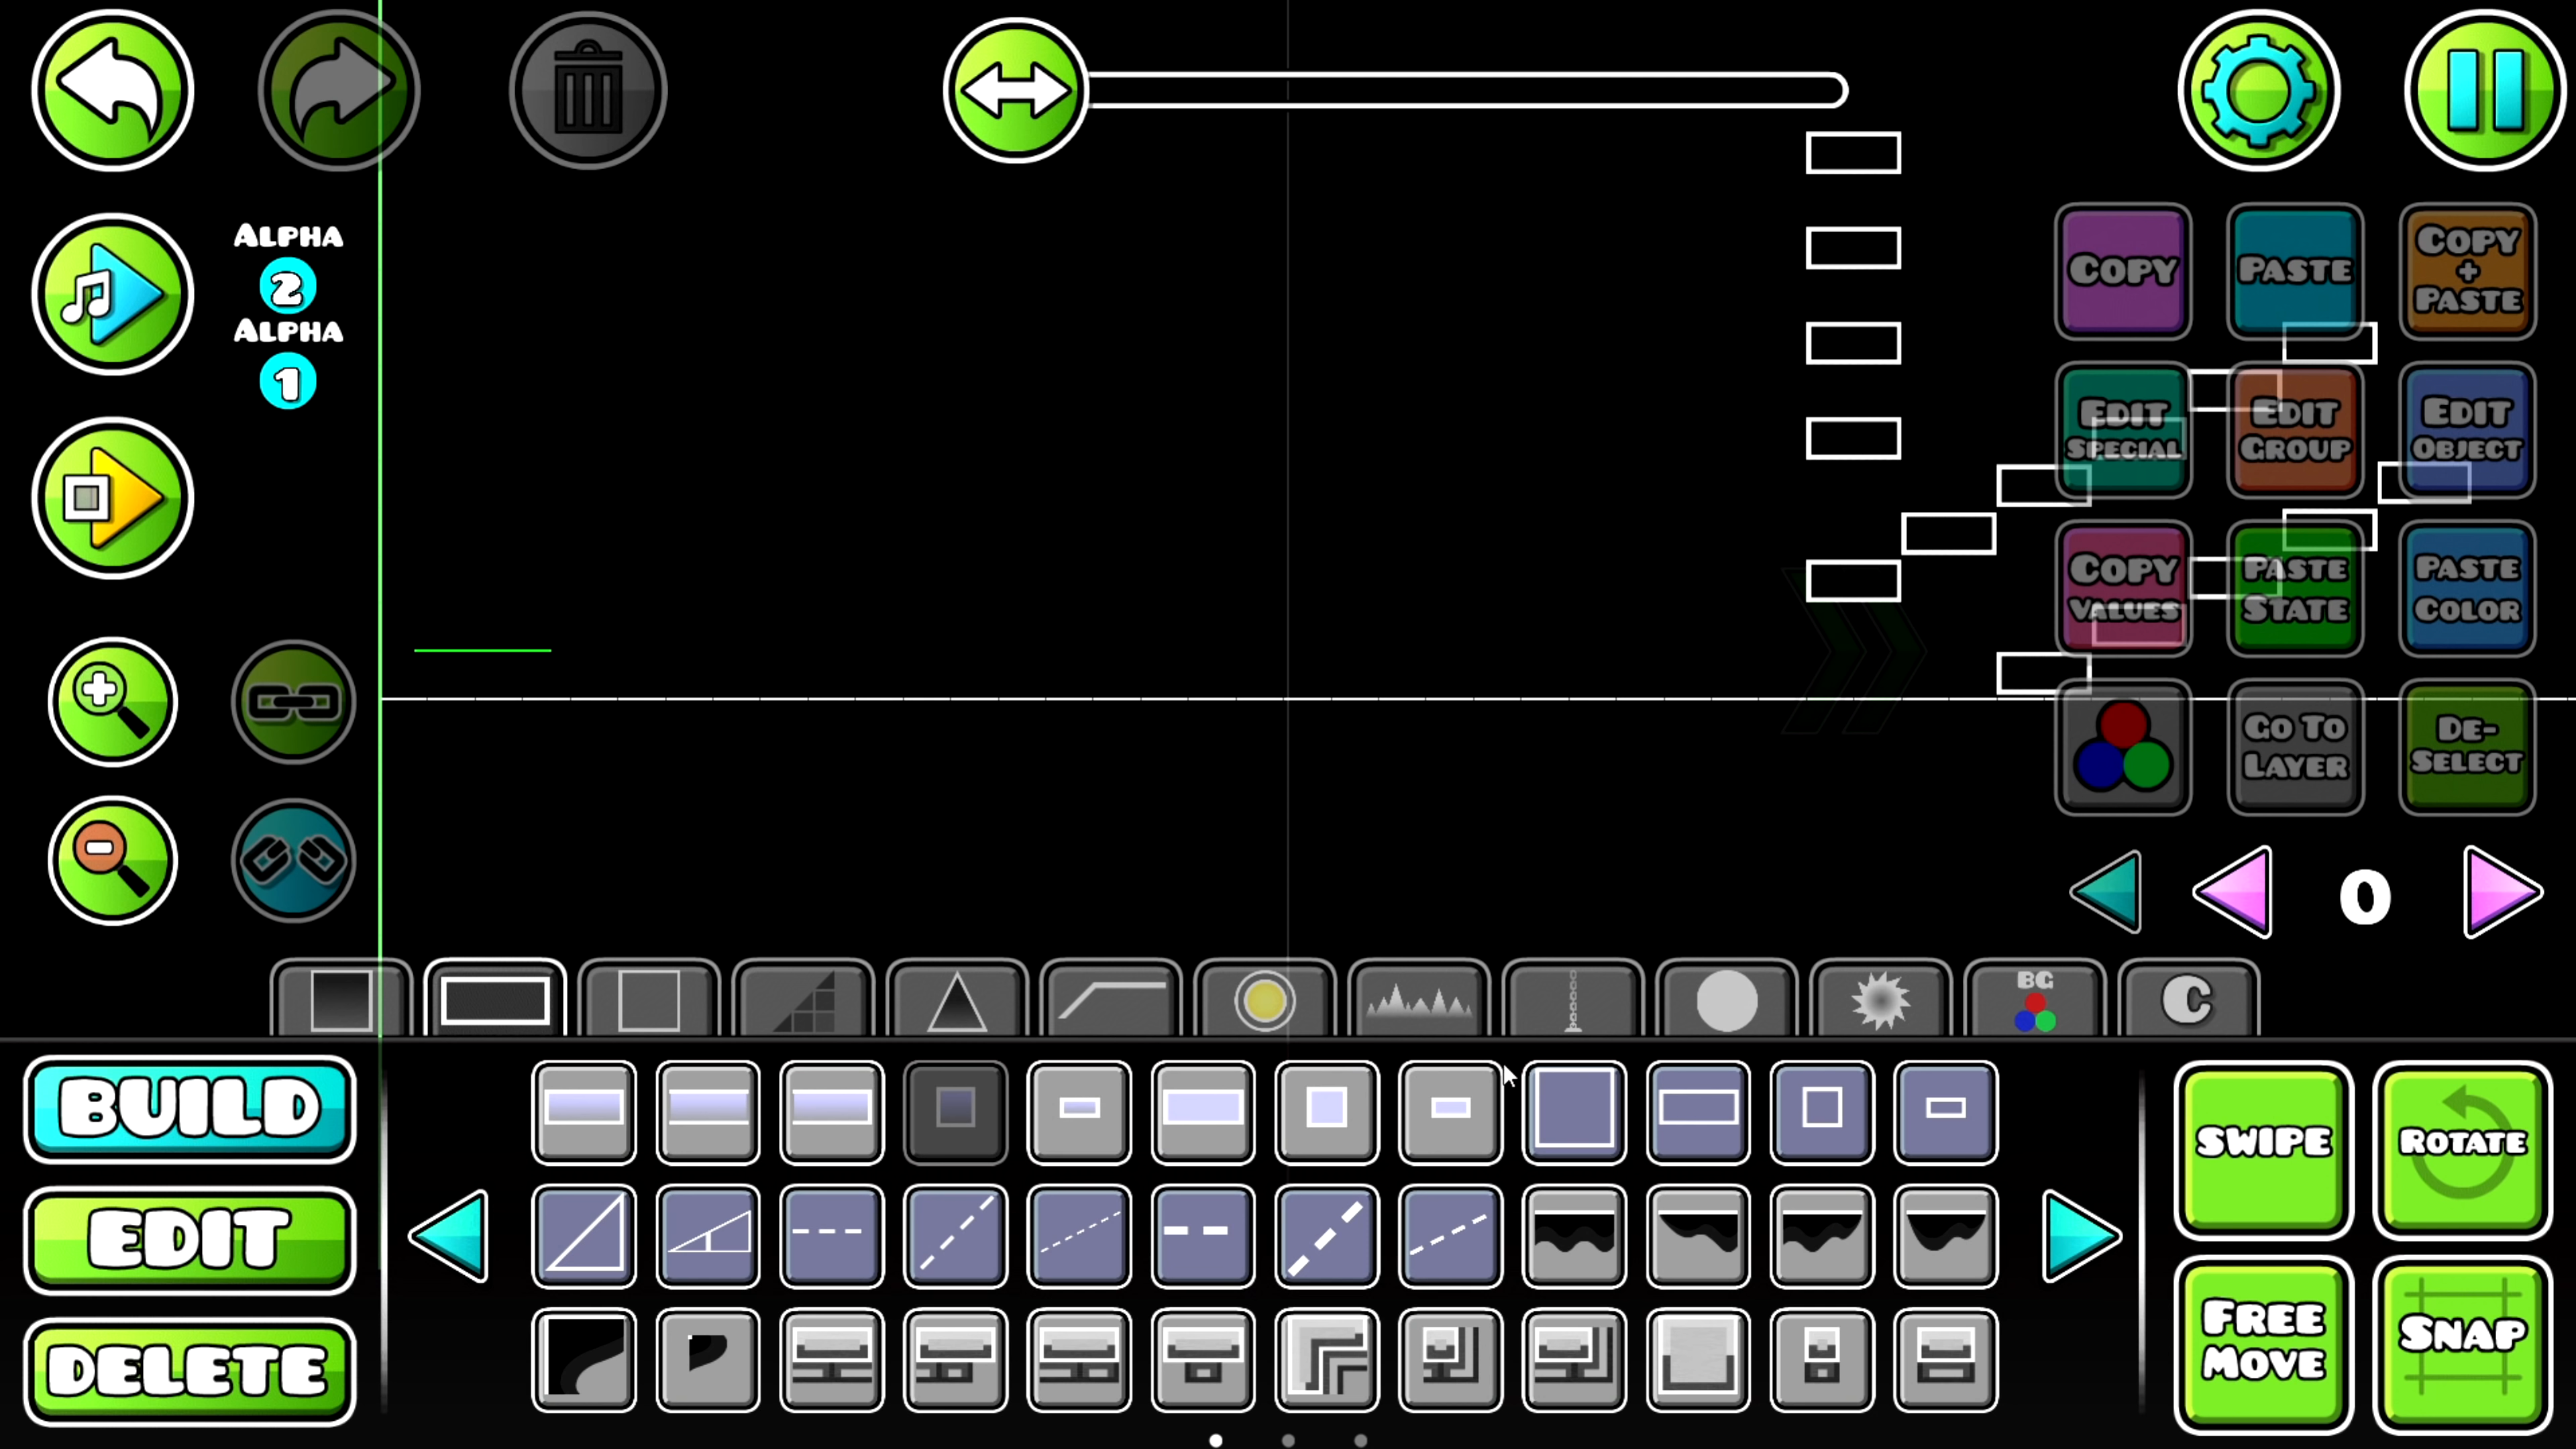 ALPHA
2
ALPHA
1
COPY
PASTE
COPY
+
PASTE
EDIT
SPECIAL
EDIT
GROUP
EDIT
OBJECT
COPY
VALUES
PASTE
STATE
PASTE
COLOR
GO TO
LAYER
DE-
SELECT
0
BG
C
BUILD
EDIT
DELETE
SWIPE
ROTATE
FREE
MOVE
SNAP